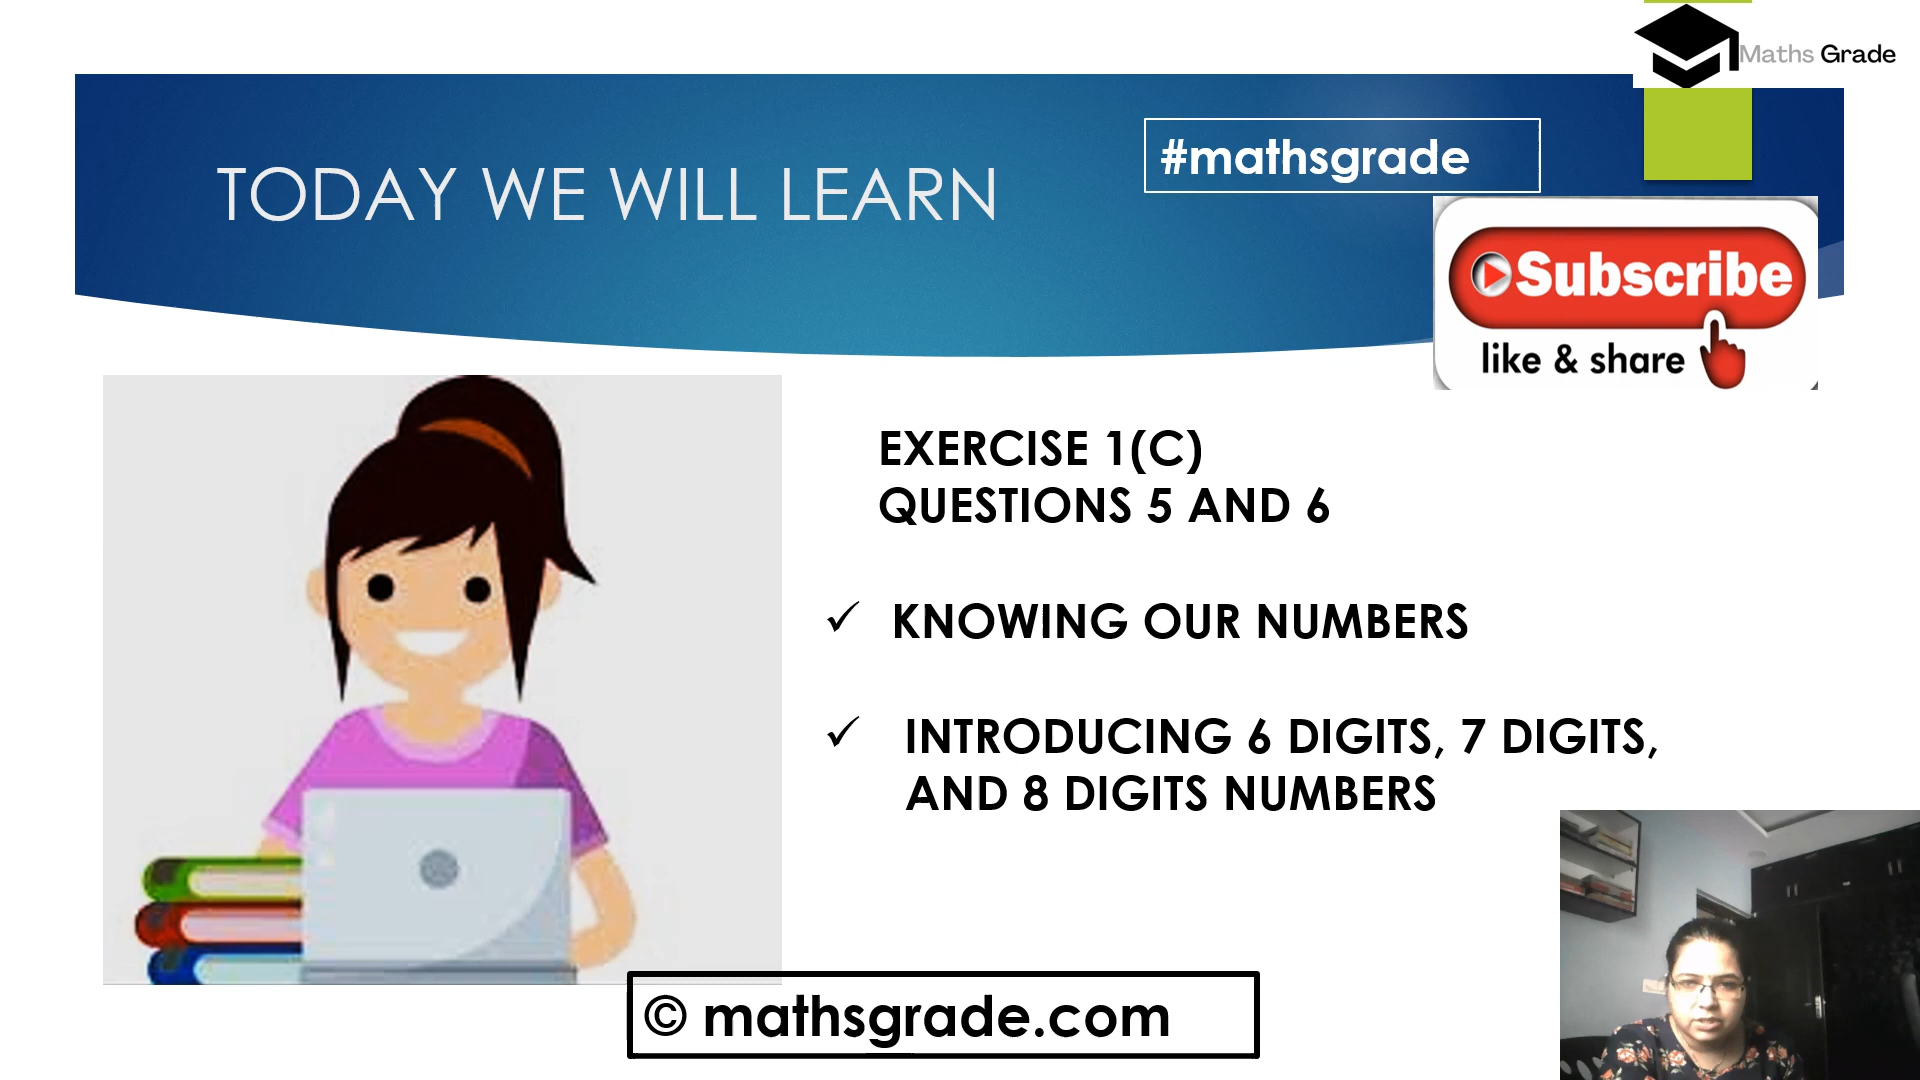 Maths Grade
#mathsgrade
TODAY WE WILL LEARN
Subscribe
like & share
EXERCISE 1(C)
QUESTIONS 5 AND 6
KNOWING OUR NUMBERS
INTRODUCING 6 DIGITS, 7 DIGITS,
AND 8 DIGITS NUMBERS
© mathsgrade.com